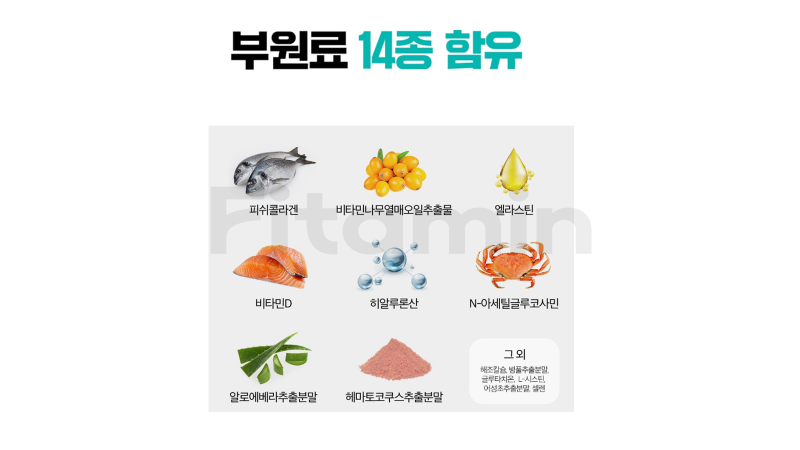 부원료 14종 함유
Fitamin
피쉬콜라겐
비타민나무열매오일추출물
엘라스틴
비타민D
히알루론산
N-아세틸글루코사민
알로에베라추출분말
헤마토코쿠스추출분말
그 외
해조칼슘, 병풀추출분말,
글루타치온, L-시스틴,
어성초추출분말, 셀렌